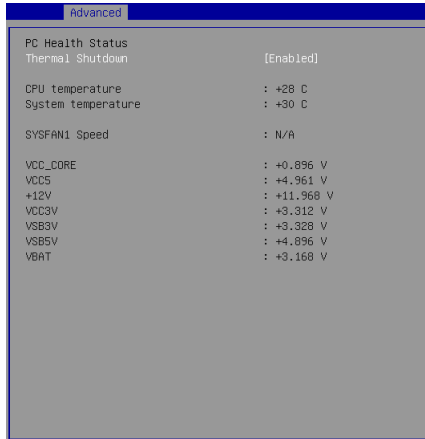 Advanced
PC Health Status
Thermal Shutdown [Enabled]
CPU temperature : +28 C
System temperature : +30 C
SYSFAN1 Speed : N/A
VCC_CORE : +0.896 V
VCC5 : +4.961 V
+12V : +11.968 V
VCC3V : +3.312 V
VSB3V : +3.328 V
VSB5V : +4.896 V
VBAT : +3.168 V